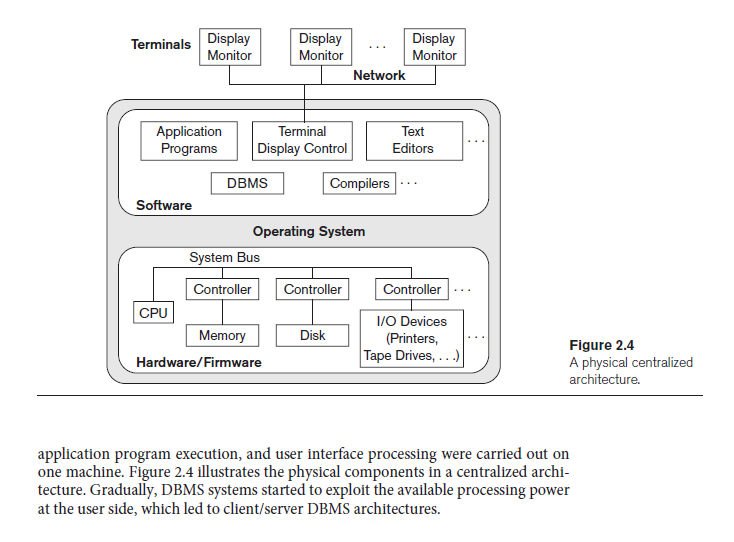 Terminals
Display
Monitor
Display
Monitor
. . .
Display
Monitor
Network
Application
Programs
Terminal
Display Control
Text
Editors
. . .
DBMS
Compilers
. . .
Software
Operating System
System Bus
Controller
Controller
Controller
. . .
CPU
Memory
Disk
I/O Devices
(Printers,
Tape Drives, . . .)
. . .
Hardware/Firmware
Figure 2.4
A physical centralized
architecture.
application program execution, and user interface processing were carried out on
one machine. Figure 2.4 illustrates the physical components in a centralized archi-
tecture. Gradually, DBMS systems started to exploit the available processing power
at the user side, which led to client/server DBMS architectures.